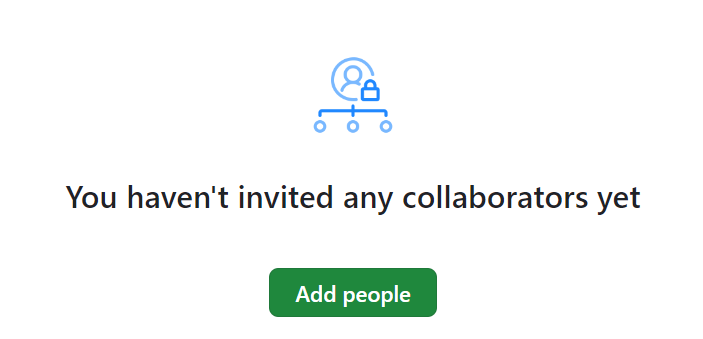 You haven't invited any collaborators yet
Add people